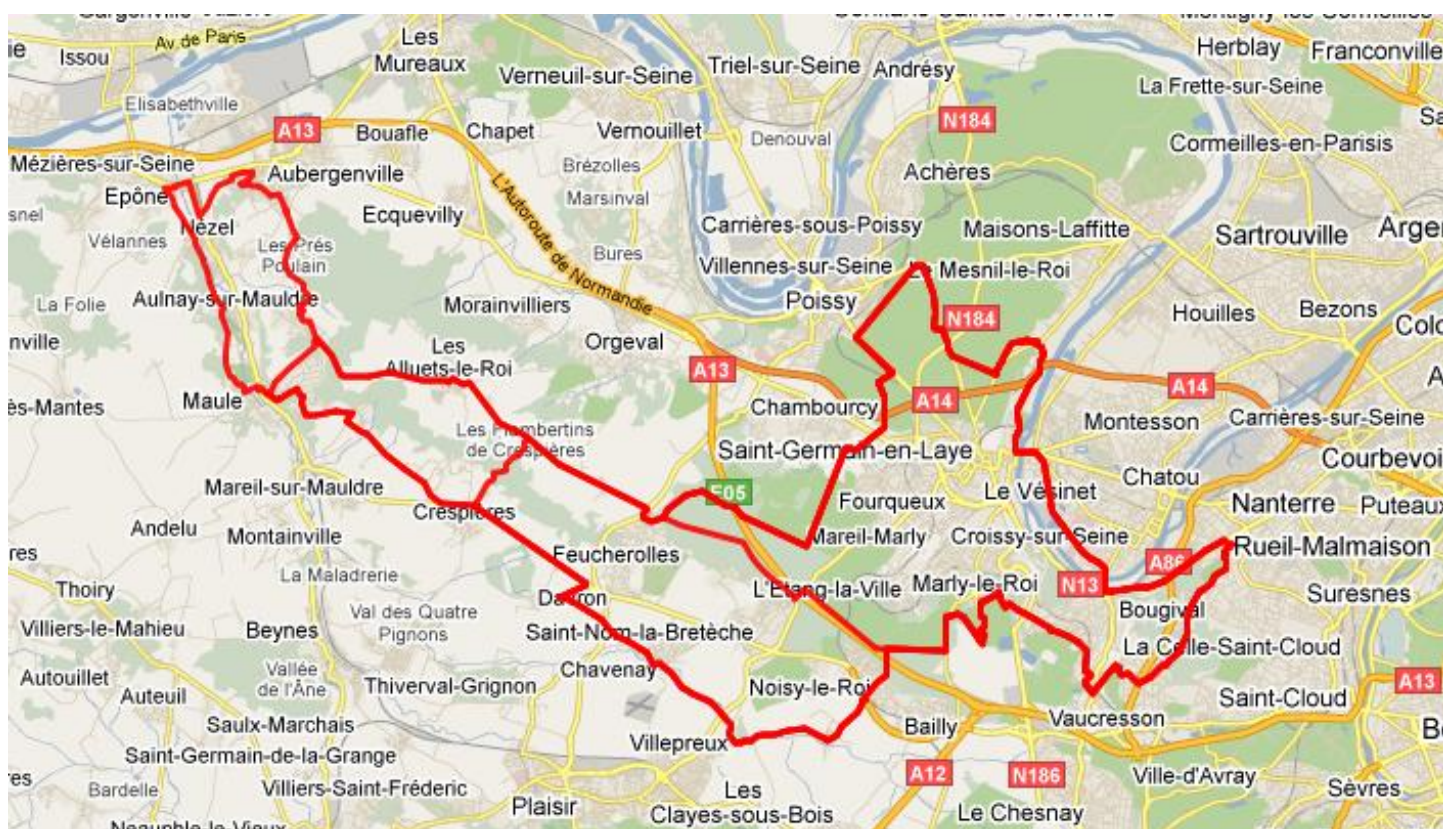 Av. de Paris
Les
Mureaux
Issou
Verneuil-sur-Seine
Triel-sur-Seine
Andrésy
Herblay
Franconville
La Frette-sur-Seine
Elisabethville
A13
Bouafle
Chapet
Vernouillet
Denouval
N184
Cormeilles-en-Parisis
Mézières-sur-Seine
Aubergenville
Brézolles
Achères
L'Autoroute de Normandie
Epône
Ecquevilly
Marsinval
Carrières-sous-Poissy
Maisons-Laffitte
Sartrouville
Vélannes
Nézel
Les Prés
Poulain
Bures
Villennes-sur-Seine
Le Mesnil-le-Roi
La Folie
Aulnay-sur-Mauldre
Morainvilliers
Poissy
N184
Houilles
Bezons
Les
Alluets-le-Roi
Orgeval
A13
A14
A14
Maule
Chambourcy
Montesson
Carrières-sur-Seine
Les Flambertins
de Crespières
Saint-Germain-en-Laye
Chatou
Mareil-sur-Mauldre
E05
Fourqueux
Le Vésinet
Nanterre
Crespières
Andelu
Montainville
Feucherolles
Mareil-Marly
Croissy-sur-Seine
Rueil-Malmaison
La Maladrerie
A86
Thoiry
Davron
L'Etang-la-Ville
Marly-le-Roi
N13
Bougival
Suresnes
Val des Quatre
Pignons
Villiers-le-Mahieu
Beynes
Saint-Nom-la-Bretèche
La Celle-Saint-Cloud
Autouillet
Auteuil
Vallée
de l'Âne
Thiverval-Grignon
Chavenay
Noisy-le-Roi
Saint-Cloud
A13
Saulx-Marchais
Villepreux
Bailly
Vaucresson
Saint-Germain-de-la-Grange
A12
N186
Ville-d'Avray
Bardelle
Villiers-Saint-Fréderic
Plaisir
Les
Clayes-sous-Bois
Le Chesnay
Sèvres